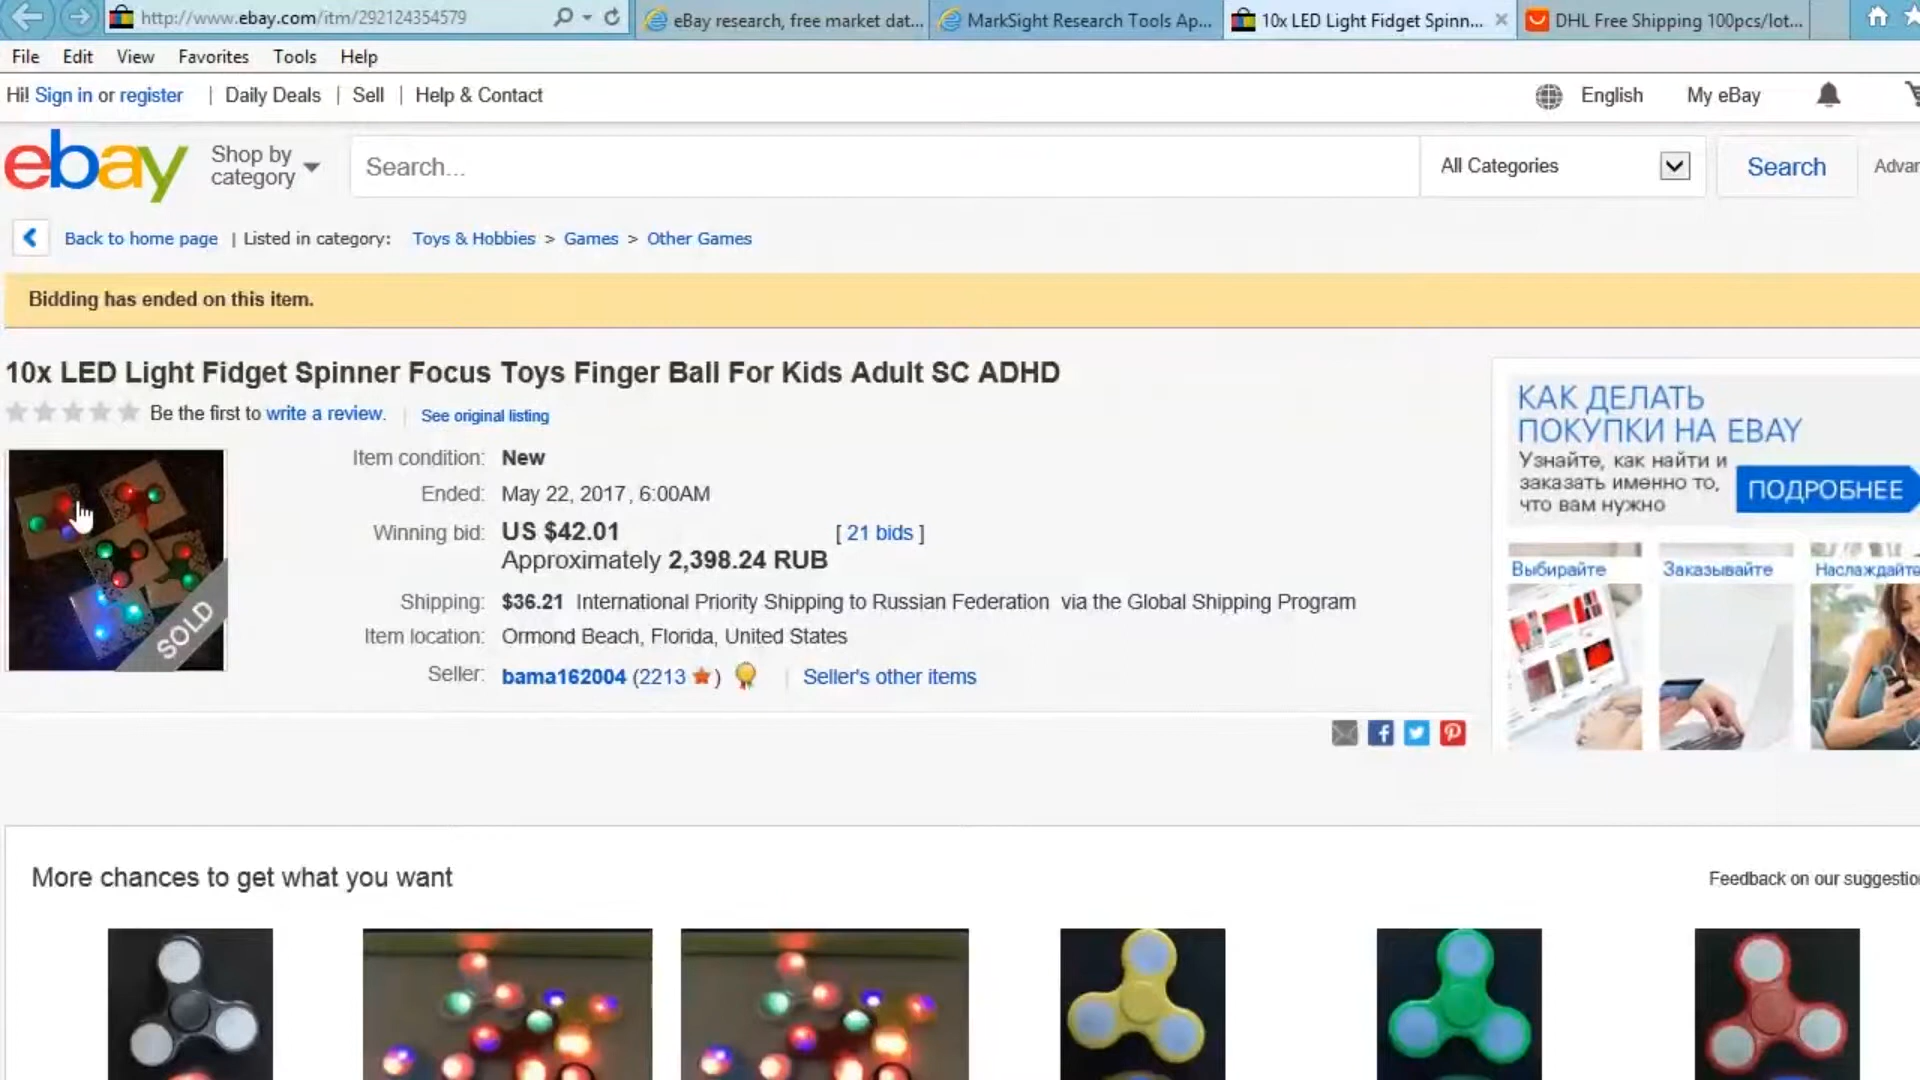 http://www.ebay.com/itm/292124354579
eBay research, free market dat...
MarkSight Research Tools Ap...
10x LED Light Fidget Spinn...
DHL Free Shipping 100pcs/lot...
File Edit View Favorites Tools Help
Hi! Sign in or register | Daily Deals | Sell | Help & Contact
English My eBay
ebay
Shop by
category
Search...
All Categories
Search
Back to home page | Listed in category: Toys & Hobbies > Games > Other Games
Bidding has ended on this item.
10x LED Light Fidget Spinner Focus Toys Finger Ball For Kids Adult SC ADHD
Be the first to write a review. | See original listing
SOLD
Item condition: New
Ended: May 22, 2017 , 6:00AM
Winning bid: US $42.01 [ 21 bids ]
Approximately 2,398.24 RUB
Shipping: $36.21 International Priority Shipping to Russian Federation via the Global Shipping Program
Item location: Ormond Beach, Florida, United States
Seller: bama162004 (2213 ) | Seller's other items
КАК ДЕЛАТЬ
ПОКУПКИ НА EBAY
Узнайте, как найти и
заказать именно то,
что вам нужно
ПОДРОБНЕЕ
Выбирайте
Заказывайте
Наслаждайте
More chances to get what you want
Feedback on our suggestio